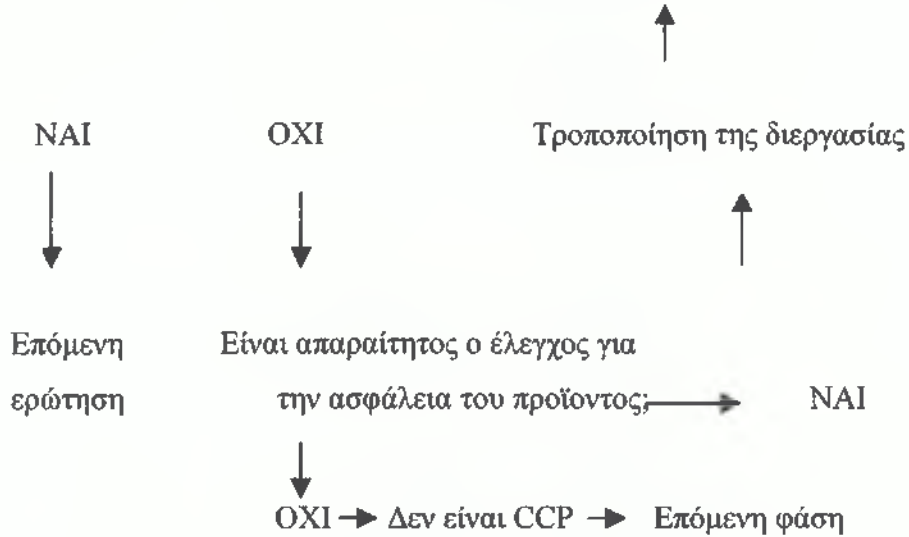 ΝΑΙ ΟΧΙ Τροποποίηση της διεργασίας
Επόμενη Είναι απαραίτητος ο έλεγχος για
ερώτηση την ασφάλεια του προϊοντος; ΝΑΙ
ΟΧΙ Δεν είναι CCP Επόμενη φάση